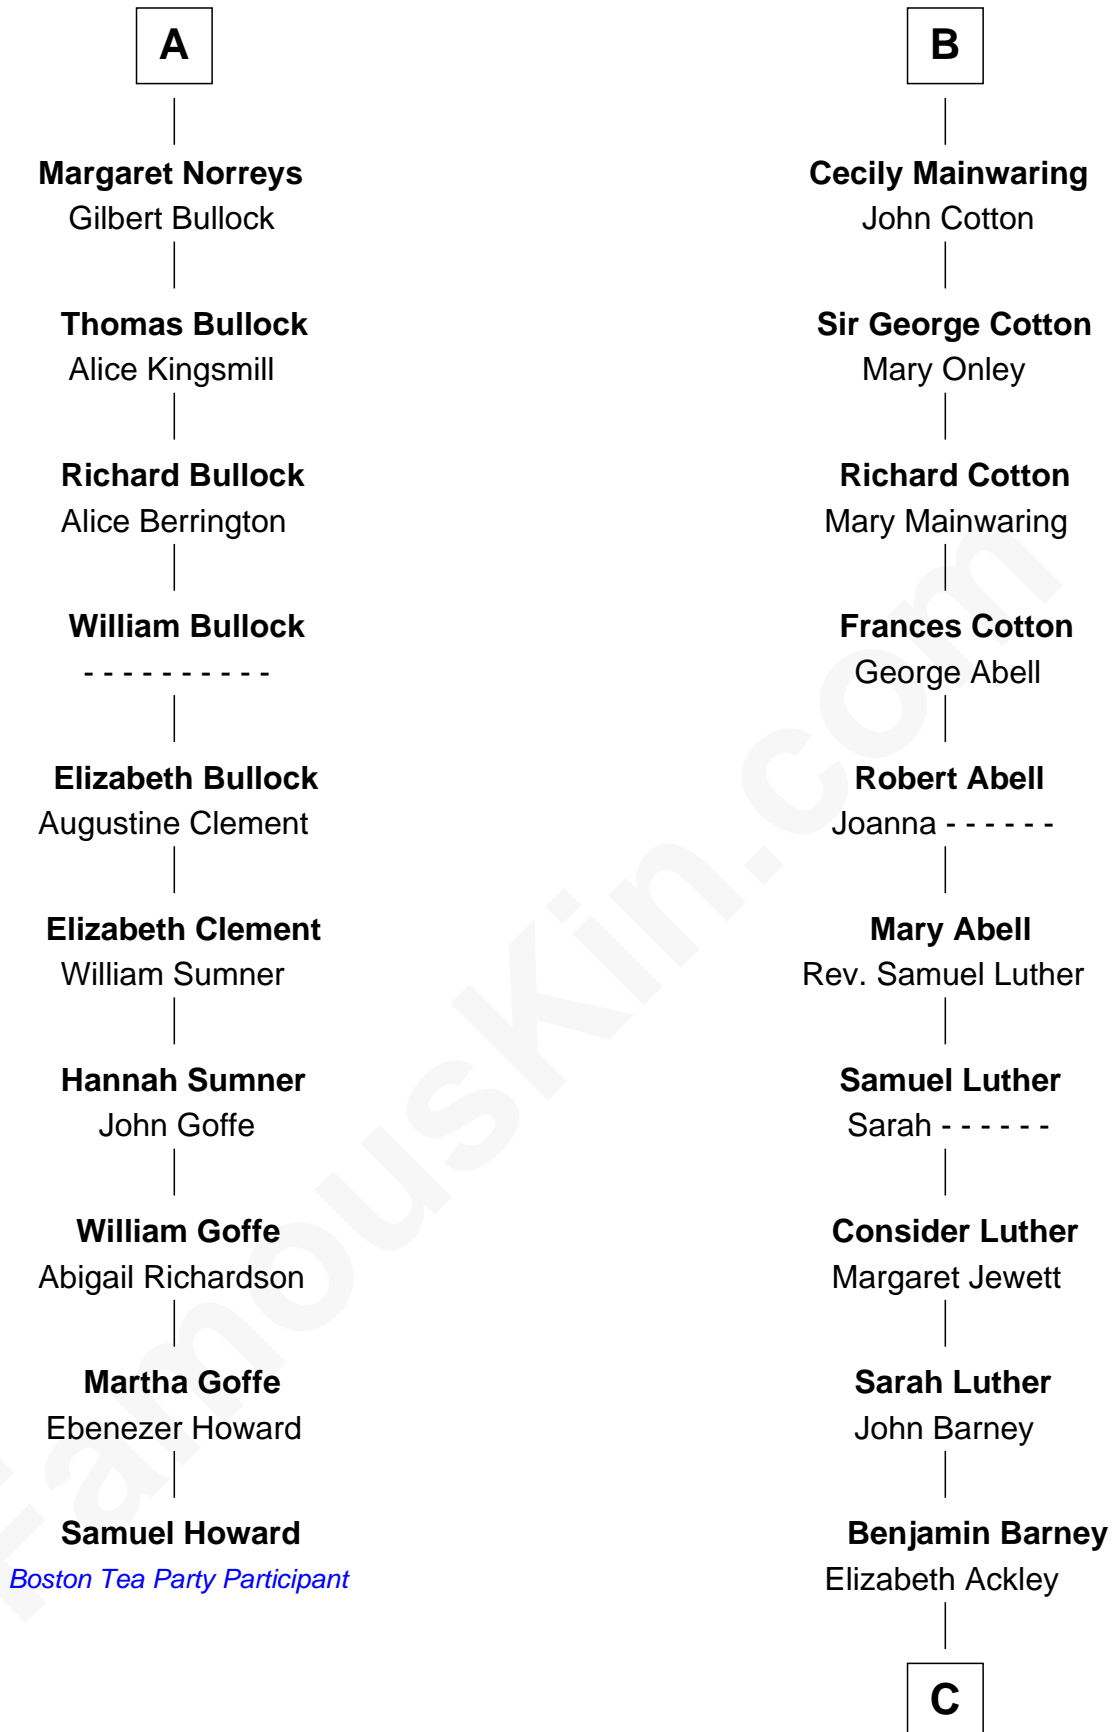 A
Margaret Norreys
Gilbert Bullock
Thomas Bullock
Alice Kingsmill
Richard Bullock
Alice Berrington
William Bullock
- - - - - - - - - -
Elizabeth Bullock
Augustine Clement
Elizabeth Clement
William Sumner
Hannah Sumner
John Goffe
William Goffe
Abigail Richardson
Martha Goffe
Ebenezer Howard
Samuel Howard
Boston Tea Party Participant
B
Cecily Mainwaring
John Cotton
Sir George Cotton
Mary Onley
Richard Cotton
Mary Mainwaring
Frances Cotton
George Abell
Robert Abell
Joanna - - - - - -
Mary Abell
Rev. Samuel Luther
Samuel Luther
Sarah - - - - - -
Consider Luther
Margaret Jewett
Sarah Luther
John Barney
Benjamin Barney
Elizabeth Ackley
C
FamousKin.com